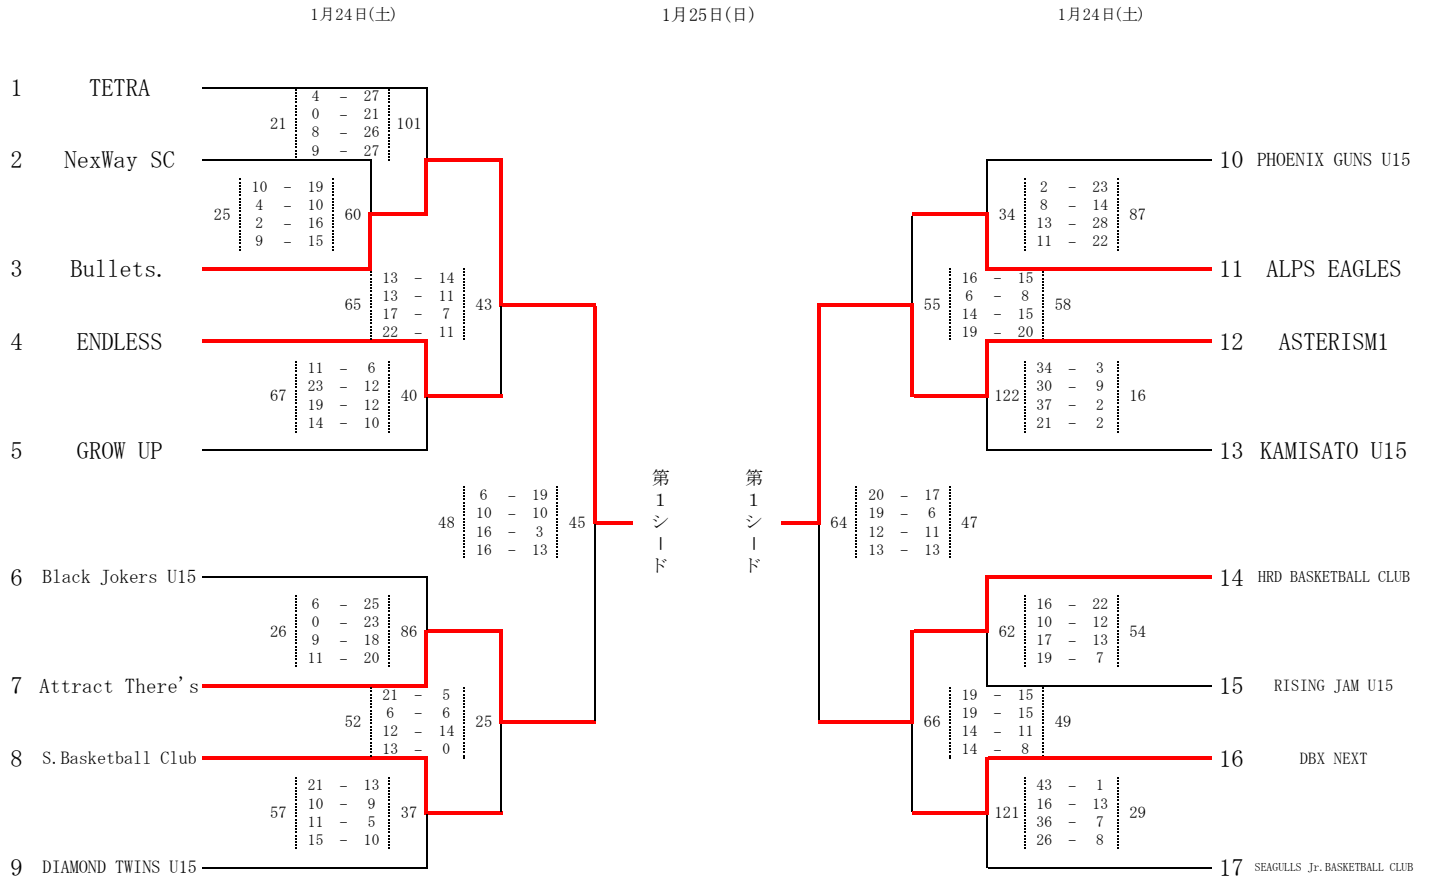 1月24日(土)
1月25日(日)
1月24日(土)
1 TETRA
4 － 27
0 － 21
8 － 26
9 － 27
21
101
2 NexWay SC
10 － 19
4 － 10
2 － 16
9 － 15
25
60
3 Bullets.
13 － 14
13 － 11
17 － 7
22 － 11
65
43
4 ENDLESS
11 － 6
23 － 12
19 － 12
14 － 10
67
40
5 GROW UP
6 － 19
10 － 10
16 － 3
16 － 13
48
45
第1シード
6 Black Jokers U15
6 － 25
0 － 23
9 － 18
11 － 20
26
86
7 Attract There's
21 － 5
6 － 6
12 － 14
13 － 0
52
25
8 S.Basketball Club
21 － 13
10 － 9
11 － 5
15 － 10
57
37
9 DIAMOND TWINS U15
10 PHOENIX GUNS U15
2 － 23
8 － 14
13 － 28
11 － 22
34
87
11 ALPS EAGLES
16 － 15
6 － 8
14 － 15
19 － 20
55
58
12 ASTERISM1
34 － 3
30 － 9
37 － 2
21 － 2
122
16
13 KAMISATO U15
第1シード
20 － 17
19 － 6
12 － 11
13 － 13
64
47
14 HRD BASKETBALL CLUB
16 － 22
10 － 12
17 － 13
19 － 7
62
54
15 RISING JAM U15
19 － 15
19 － 15
14 － 11
14 － 8
66
49
16 DBX NEXT
43 － 1
16 － 13
36 － 7
26 － 8
121
29
17 SEAGULLS Jr.BASKETBALL CLUB